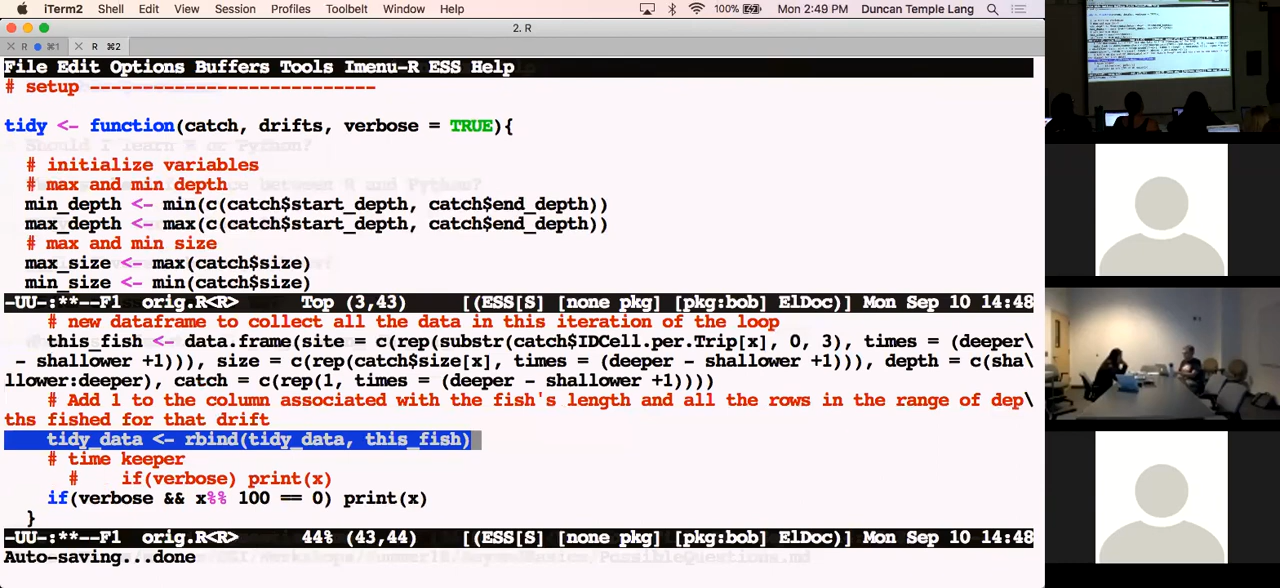 iTerm2 Shell Edit View Session Profiles Toolbelt Window Help 100% Mon 2:49 PM Duncan Temple Lang
2. R
R ⌘1 R ⌘2
File Edit Options Buffers Tools Imenu-R ESS Help
# setup ---------------------------
tidy <- function(catch, drifts, verbose = TRUE){
Should I learn R or Python?
# initialize variables
# max and min depth
min_depth <- min(c(catch$start_depth, catch$end_depth))
max_depth <- max(c(catch$start_depth, catch$end_depth))
# max and min size
max_size <- max(catch$size)
min_size <- min(catch$size)
-UU-:**--F1 orig.R<R> Top (3,43) [(ESS[S] [none pkg] [pkg:bob] ElDoc)] Mon Sep 10 14:48
# new dataframe to collect all the data in this iteration of the loop
this_fish <- data.frame(site = c(rep(substr(catch$IDCell.per.Trip[x], 0, 3), times = (deeper\
- shallower +1))), size = c(rep(catch$size[x], times = (deeper - shallower +1))), depth = c(sha\
llower:deeper), catch = c(rep(1, times = (deeper - shallower +1))))
# Add 1 to the column associated with the fish's length and all the rows in the range of dep\
ths fished for that drift
tidy_data <- rbind(tidy_data, this_fish)
# time keeper
# if(verbose) print(x)
if(verbose && x%% 100 == 0) print(x)
}
-UU-:**--F1 orig.R<R> 44% (43,44) [(ESS[S] [none pkg] [pkg:bob] ElDoc)] Mon Sep 10 14:48
Auto-saving...done